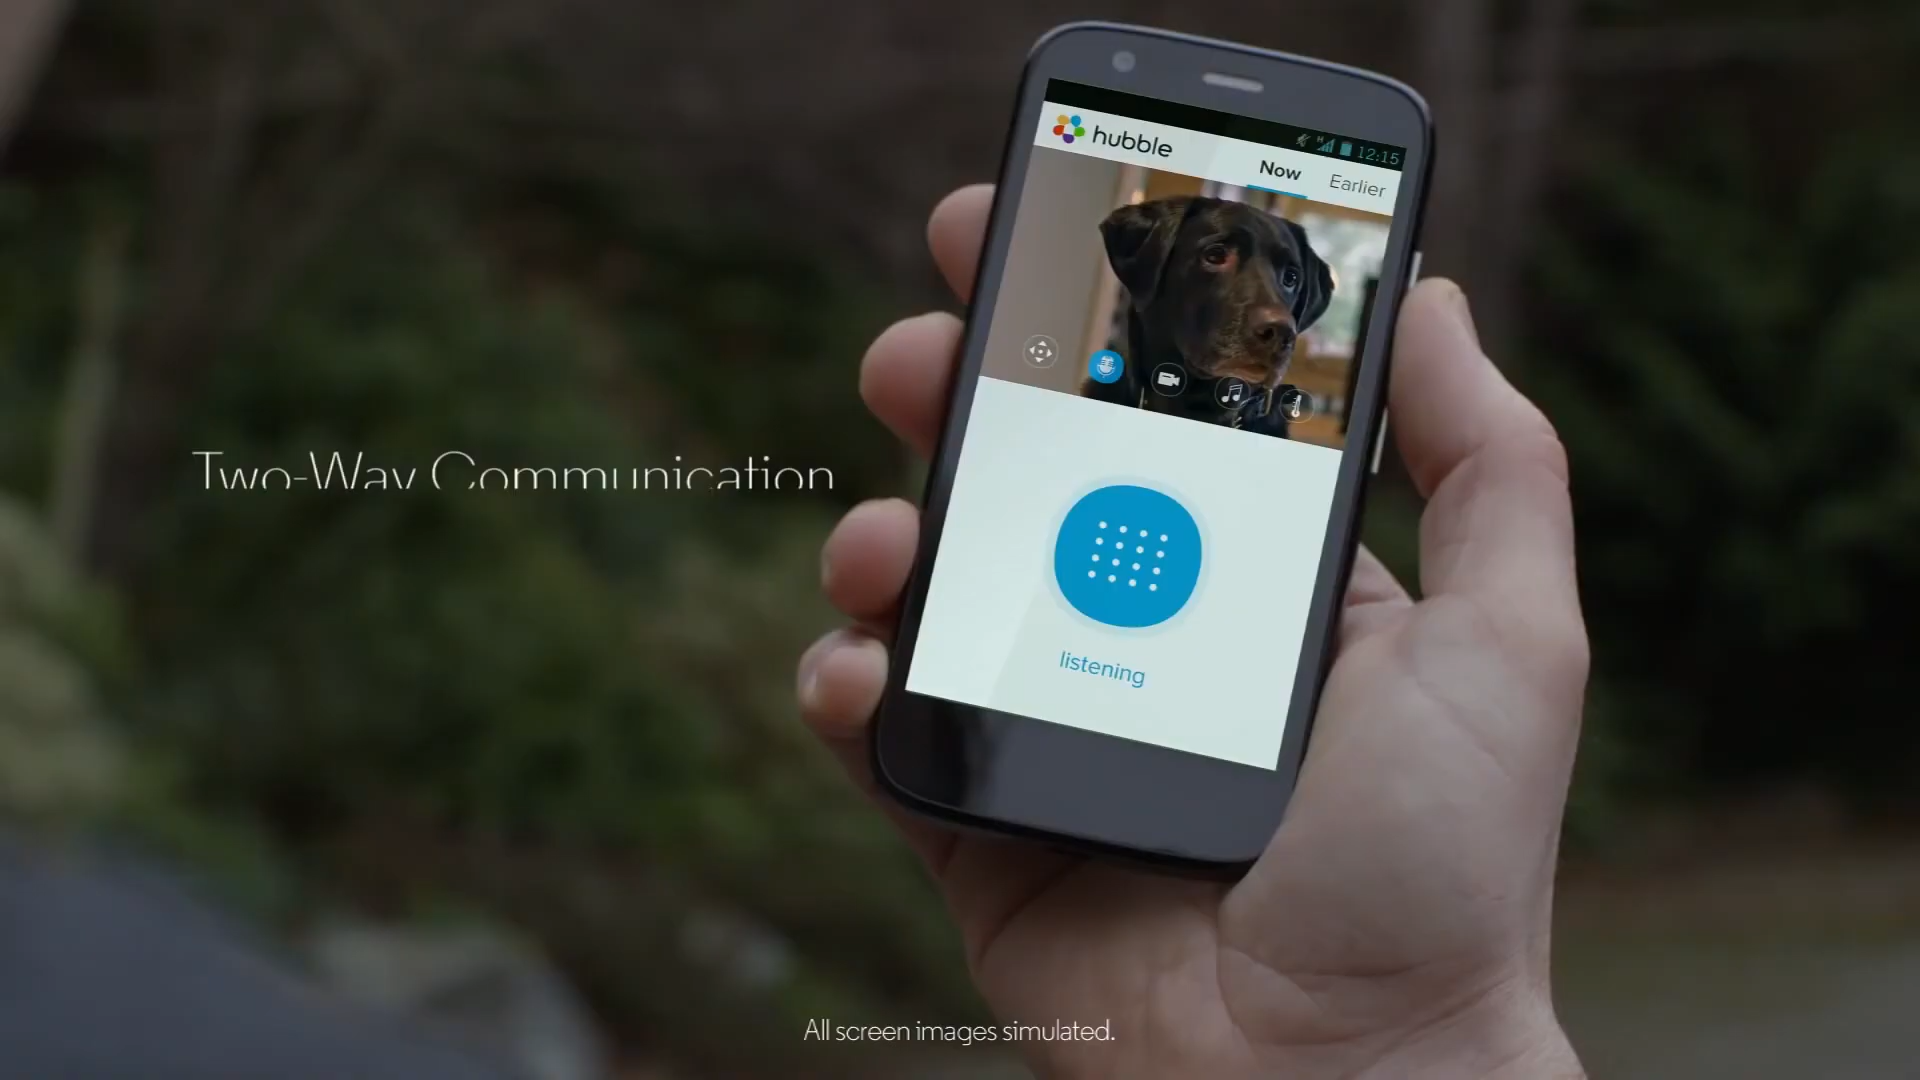 hubble
12:15
Now
Earlier
Two-Way Communication
listening
All screen images simulated.